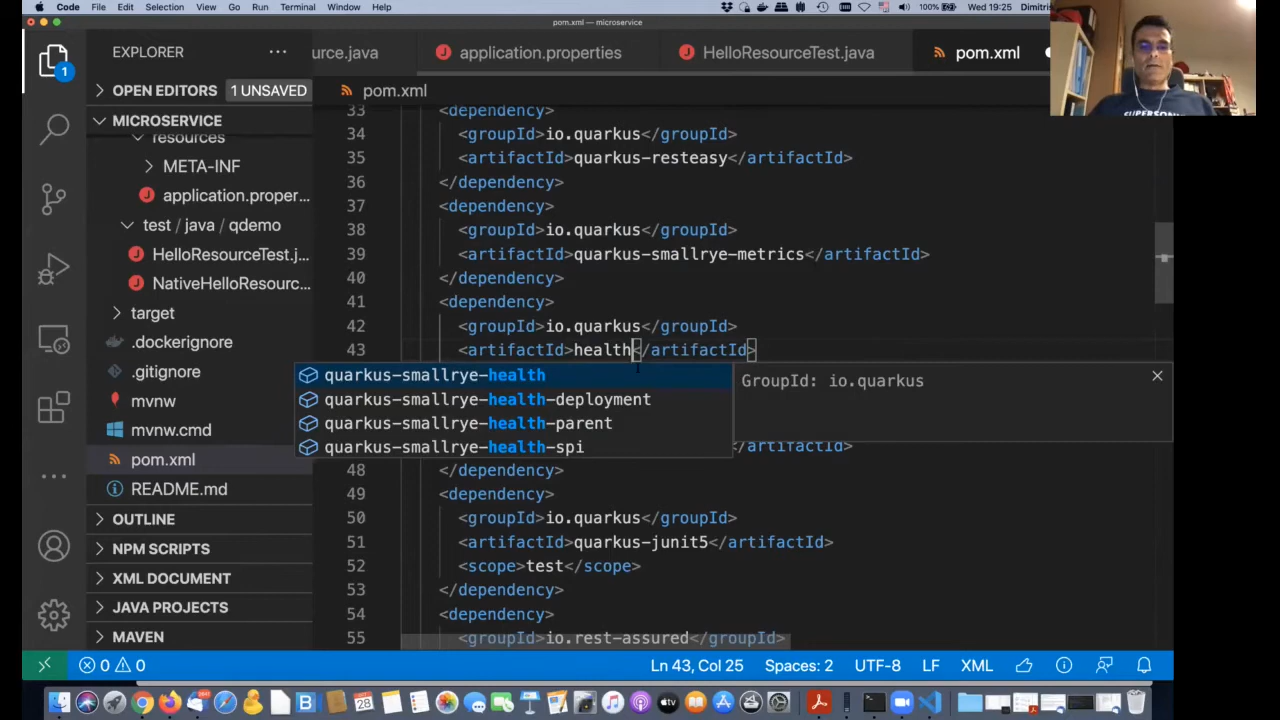 Code File Edit Selection View Go Run Terminal Window Help 100% Wed 19:25 Dimitris
pom.xml — microservice
EXPLORER ···
urce.java application.properties HelloResourceTest.java pom.xml
1
OPEN EDITORS 1 UNSAVED
pom.xml
MICROSERVICE
resources
META-INF
application.proper...
test / java / qdemo
HelloResourceTest.j...
NativeHelloResourc...
target
.dockerignore
.gitignore
mvnw
mvnw.cmd
pom.xml
README.md
OUTLINE
NPM SCRIPTS
XML DOCUMENT
JAVA PROJECTS
MAVEN
33 <dependency>
34 <groupId>io.quarkus</groupId>
35 <artifactId>quarkus-resteasy</artifactId>
36 </dependency>
37 <dependency>
38 <groupId>io.quarkus</groupId>
39 <artifactId>quarkus-smallrye-metrics</artifactId>
40 </dependency>
41 <dependency>
42 <groupId>io.quarkus</groupId>
43 <artifactId>health</artifactId>
quarkus-smallrye-health
quarkus-smallrye-health-deployment
quarkus-smallrye-health-parent
quarkus-smallrye-health-spi
GroupId: io.quarkus
</artifactId>
48 </dependency>
49 <dependency>
50 <groupId>io.quarkus</groupId>
51 <artifactId>quarkus-junit5</artifactId>
52 <scope>test</scope>
53 </dependency>
54 <dependency>
55 <groupId>io.rest-assured</groupId>
0 0 Ln 43, Col 25 Spaces: 2 UTF-8 LF XML
28
SUPERSONIC